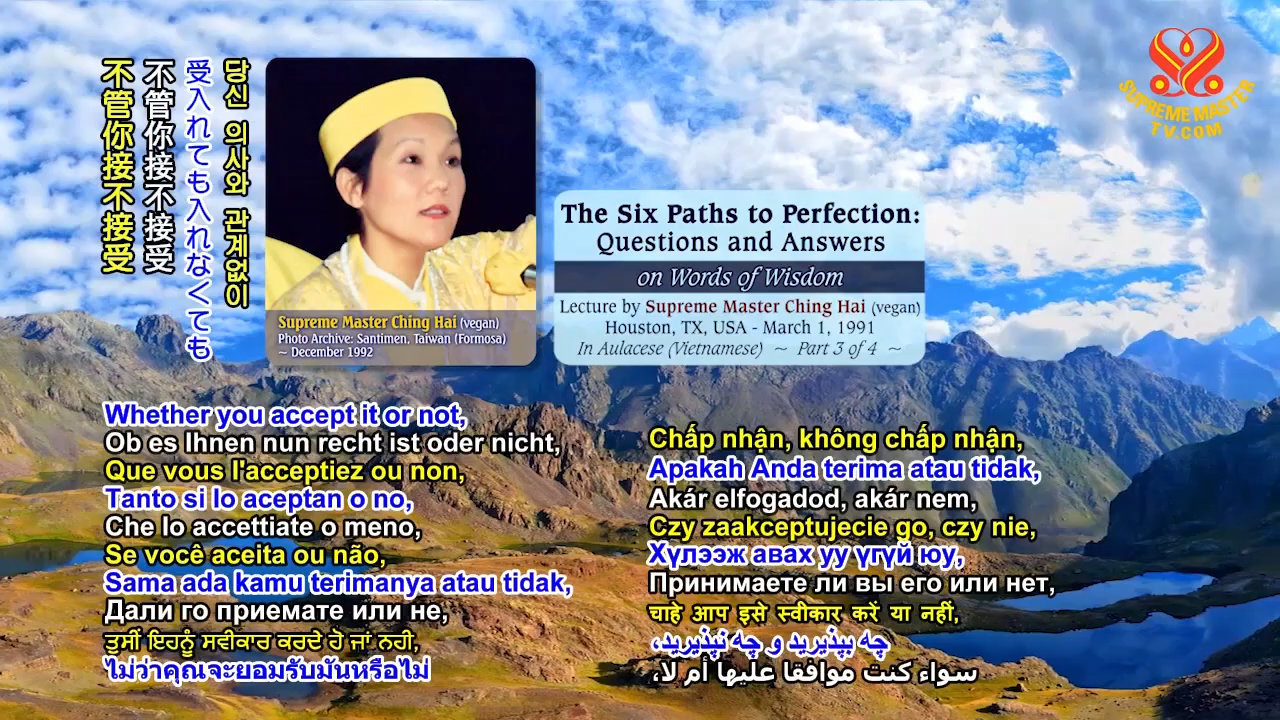 不管你接不接受
不管你接不接受
受入れても入れなくても
당신 의사와 관계없이
SUPREME MASTER
TV.COM
Supreme Master Ching Hai (vegan)
Photo Archive: Santimen, Taiwan (Formosa)
~ December 1992
The Six Paths to Perfection:
Questions and Answers
on Words of Wisdom
Lecture by Supreme Master Ching Hai (vegan)
Houston, TX, USA - March 1, 1991
In Aulacese (Vietnamese) ~ Part 3 of 4 ~
Whether you accept it or not,
Ob es Ihnen nun recht ist oder nicht,
Que vous l'acceptiez ou non,
Tanto si lo aceptan o no,
Che lo accettiate o meno,
Se você aceita ou não,
Sama ada kamu terimanya atau tidak,
Дали го приемате или не,
ਤੁਸੀਂ ਇਹਨੂੰ ਸਵੀਕਾਰ ਕਰਦੇ ਹੋ ਜਾਂ ਨਹੀ,
ไม่ว่าคุณจะยอมรับมันหรือไม่
Chấp nhận, không chấp nhận,
Apakah Anda terima atau tidak,
Akár elfogadod, akár nem,
Czy zaakceptujecie go, czy nie,
Хүлээж авах уу үгүй юу,
Принимаете ли вы его или нет,
चाहे आप इसे स्वीकार करें या नहीं,
چه بپذیرید و چه نپذیرید،
سواء كنت موافقا عليها أم لا،